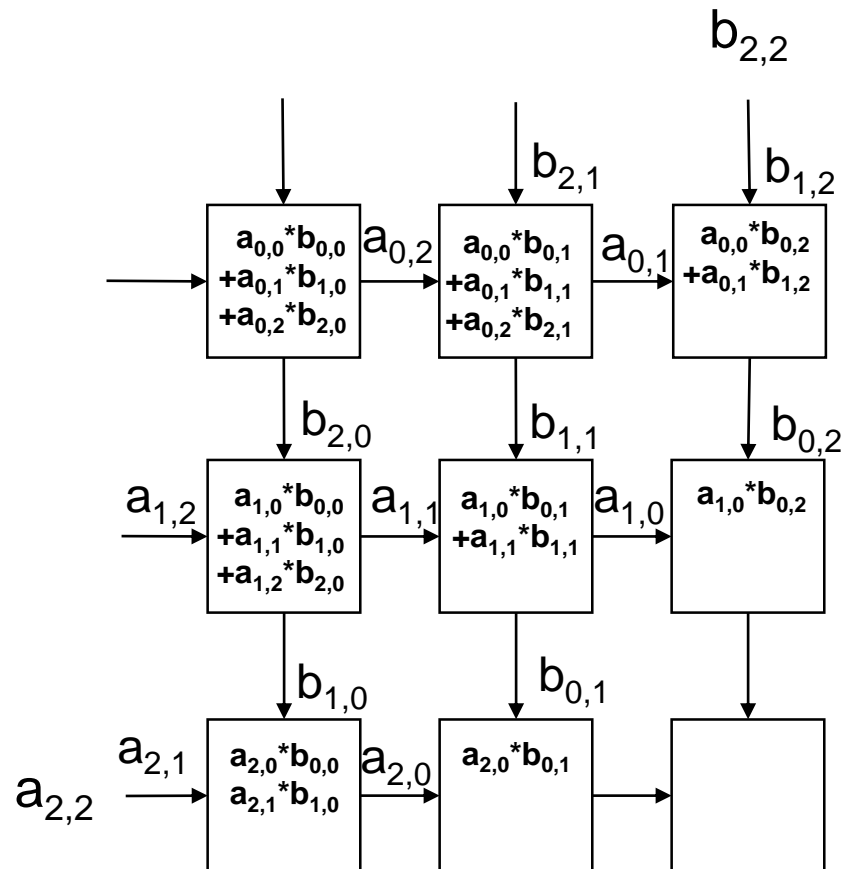 b2,2
b2,1
b1,2
a0,0*b0,0
+a0,1*b1,0
+a0,2*b2,0
a0,2
a0,0*b0,1
+a0,1*b1,1
+a0,2*b2,1
a0,1
a0,0*b0,2
+a0,1*b1,2
b2,0
b1,1
b0,2
a1,2
a1,0*b0,0
+a1,1*b1,0
+a1,2*b2,0
a1,1
a1,0*b0,1
+a1,1*b1,1
a1,0
a1,0*b0,2
b1,0
b0,1
a2,2
a2,1
a2,0*b0,0
a2,1*b1,0
a2,0
a2,0*b0,1